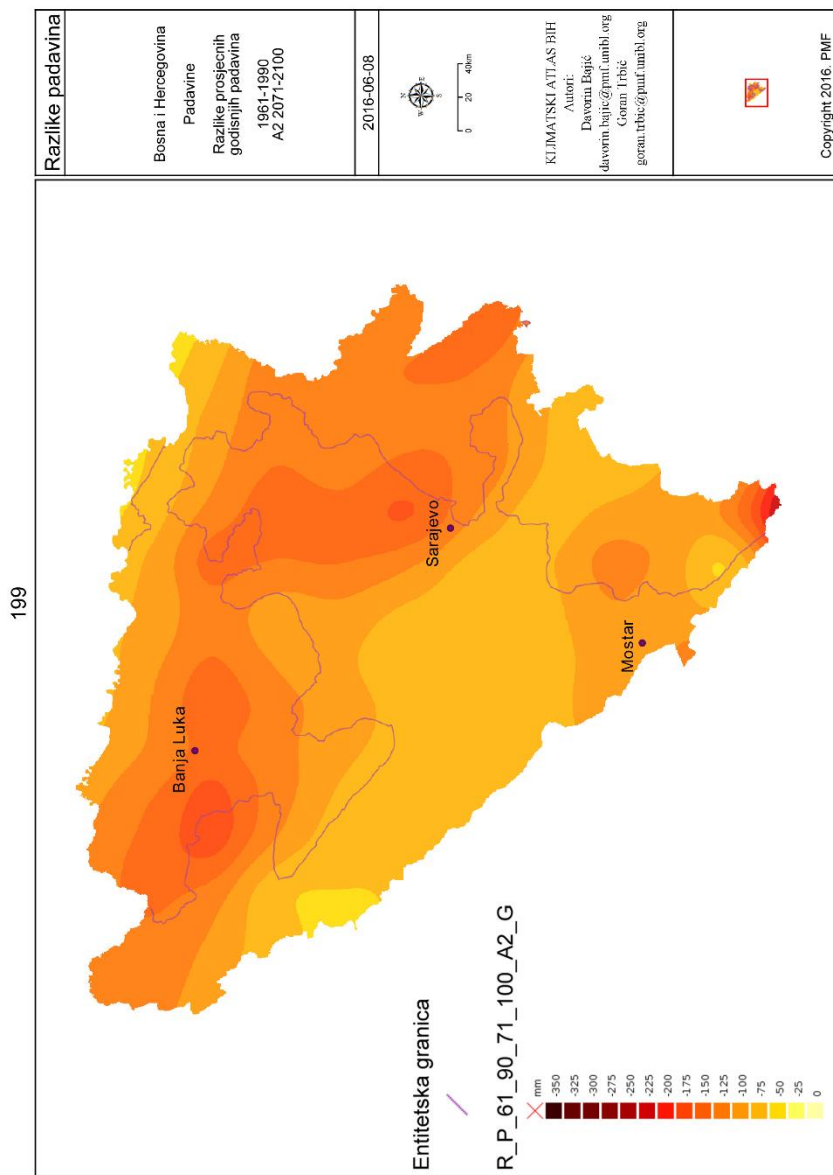 199
Razlike padavina
Bosna i Hercegovina
Padavine
Razlike prosjecnih
godisnjih padavina
1961-1990
A2 2071-2100
2016-06-08
N
W E
S
0 20 40km
KLIMATSKI ATLAS BIH
Autori:
Davorin Bajić
davorin.bajic@pmf.unibl.org
Goran Trbić
goran.trbic@pmf.unibl.org
Copyright 2016. PMF
Banja Luka
Sarajevo
Mostar
Entitetska granica
R_P_61_90_71_100_A2_G
mm
-350
-325
-300
-275
-250
-225
-200
-175
-150
-125
-100
-75
-50
-25
0